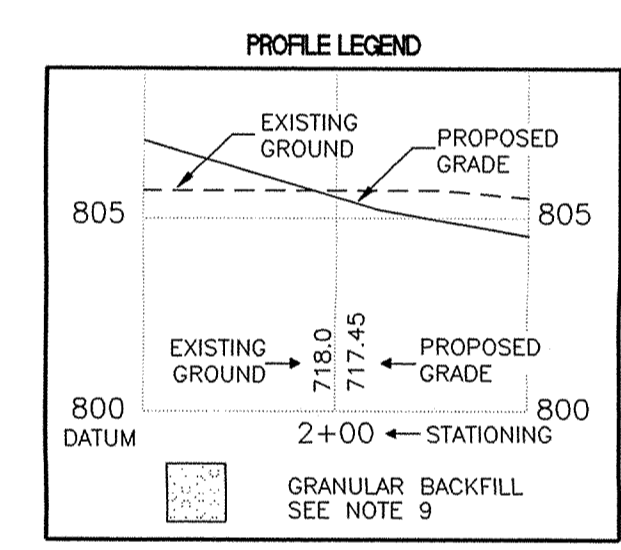 PROFILE LEGEND
EXISTING
GROUND
PROPOSED
GRADE
805
805
EXISTING
GROUND
718.0
717.45
PROPOSED
GRADE
800
DATUM
800
2+00
STATIONING
GRANULAR BACKFILL
SEE NOTE 9